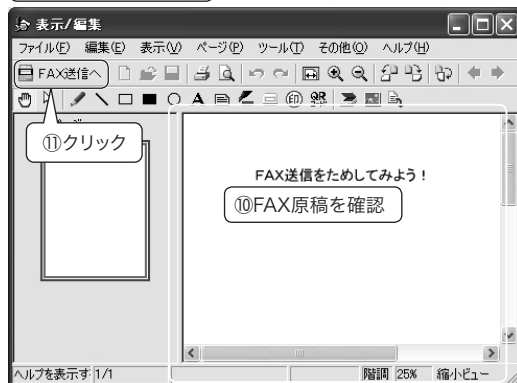 表示/編集
ファイル(F) 編集(E) 表示(V) ページ(P) ツール(T) その他(O) ヘルプ(H)
FAX送信へ
A 印 QR
⑪クリック
FAX送信をためしてみよう！
⑩FAX原稿を確認
ヘルプを表示す 1/1 階調 25% 縮小ビュー